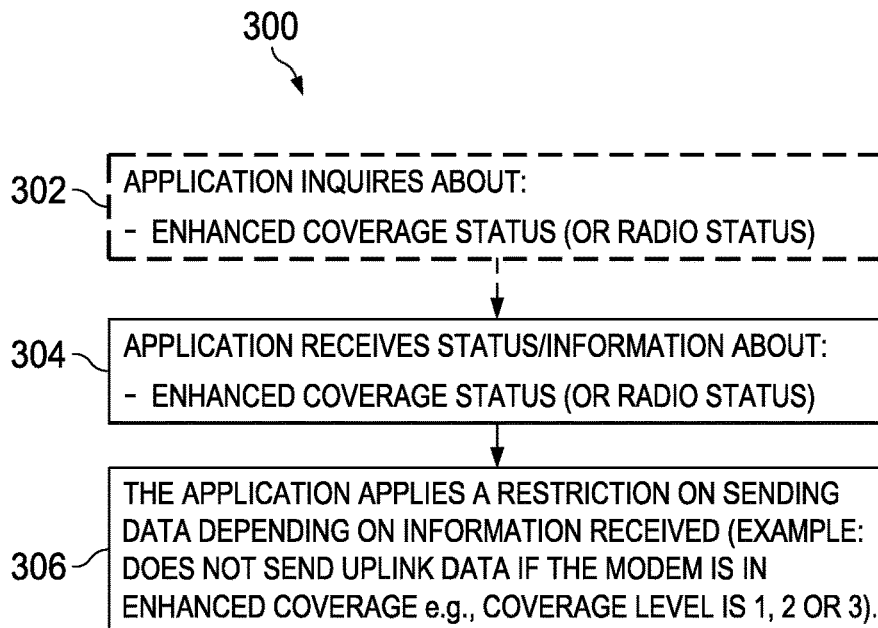 300
302
APPLICATION INQUIRES ABOUT:
- ENHANCED COVERAGE STATUS (OR RADIO STATUS)
304
APPLICATION RECEIVES STATUS/INFORMATION ABOUT:
- ENHANCED COVERAGE STATUS (OR RADIO STATUS)
306
THE APPLICATION APPLIES A RESTRICTION ON SENDING
DATA DEPENDING ON INFORMATION RECEIVED (EXAMPLE:
DOES NOT SEND UPLINK DATA IF THE MODEM IS IN
ENHANCED COVERAGE e.g., COVERAGE LEVEL IS 1, 2 OR 3).